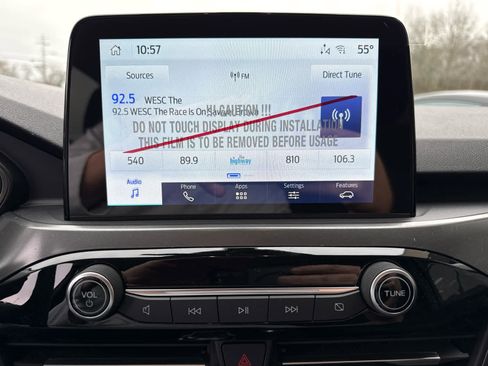 10:57
55°
Sources
FM
Direct Tune
92.5 WESC The
92.5 WESC The Race Is On
!!! CAUTION !!!
DO NOT TOUCH DISPLAY DURING INSTALLATION
THIS FILM IS TO BE REMOVED BEFORE USAGE
540 89.9 the highway 810 106.3
Audio Phone Apps Settings Features
VOL
TUNE